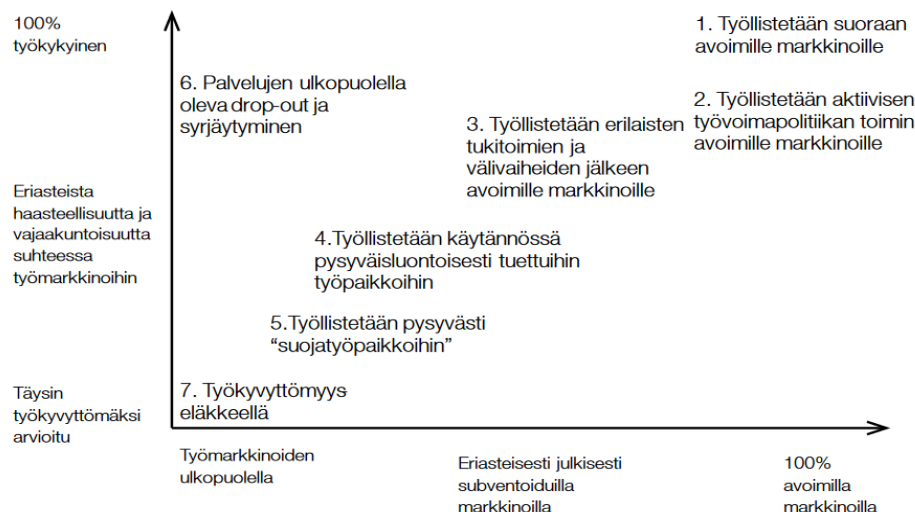 100%
työkykyinen
1. Työllistetään suoraan
avoimille markkinoille
6. Palvelujen ulkopuolella
oleva drop-out ja
syrjäytyminen
2. Työllistetään aktiivisen
työvoimapolitiikan toimin
avoimille markkinoille
3. Työllistetään erilaisten
tukitoimien ja
välivaiheiden jälkeen
avoimille markkinoille
Eriasteista
haasteellisuutta ja
vajaakuntoisuutta
suhteessa
työmarkkinoihin
4.Työllistetään käytännössä
pysyväisluontoisesti tuettuihin
työpaikkoihin
5.Työllistetään pysyvästi
“suojatyöpaikkoihin”
Täysin
työkyvyttömäksi
arvioitu
7. Työkyvyttömyys-
eläkkeellä
Työmarkkinoiden
ulkopuolella
Eriasteisesti julkisesti
subventoiduilla
markkinoilla
100%
avoimilla
markkinoilla